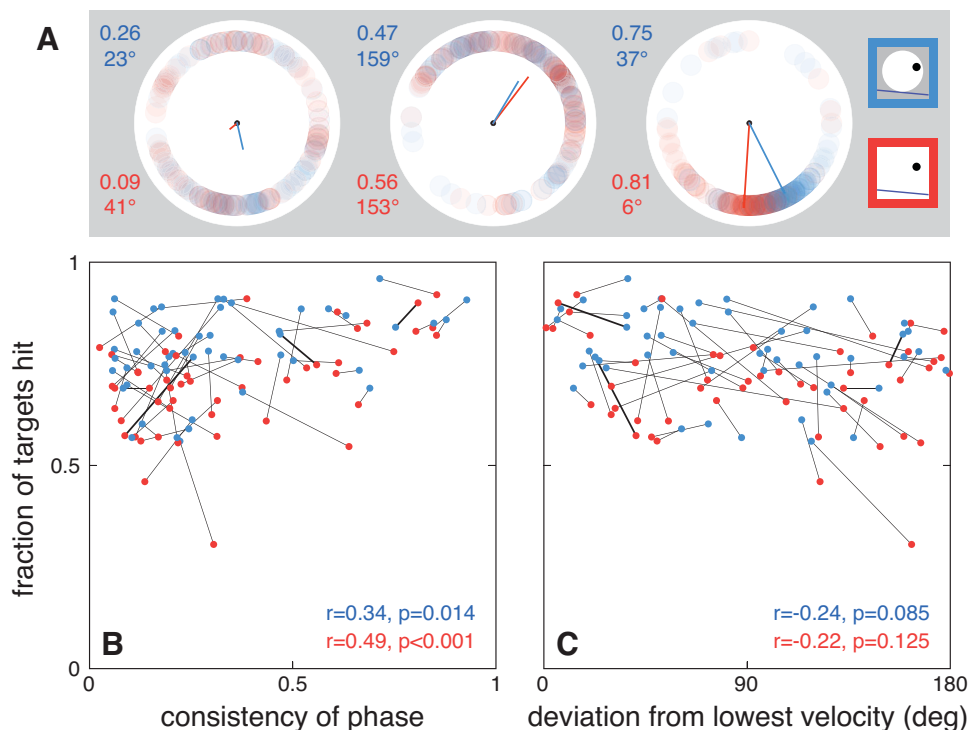 A
0.26
23°
0.09
41°
0.47
159°
0.56
153°
0.75
37°
0.81
6°
fraction of targets hit
1
0.5
0
B
r=0.34, p=0.014
r=0.49, p<0.001
0
0.5
1
consistency of phase
C
r=-0.24, p=0.085
r=-0.22, p=0.125
0
90
180
deviation from lowest velocity (deg)